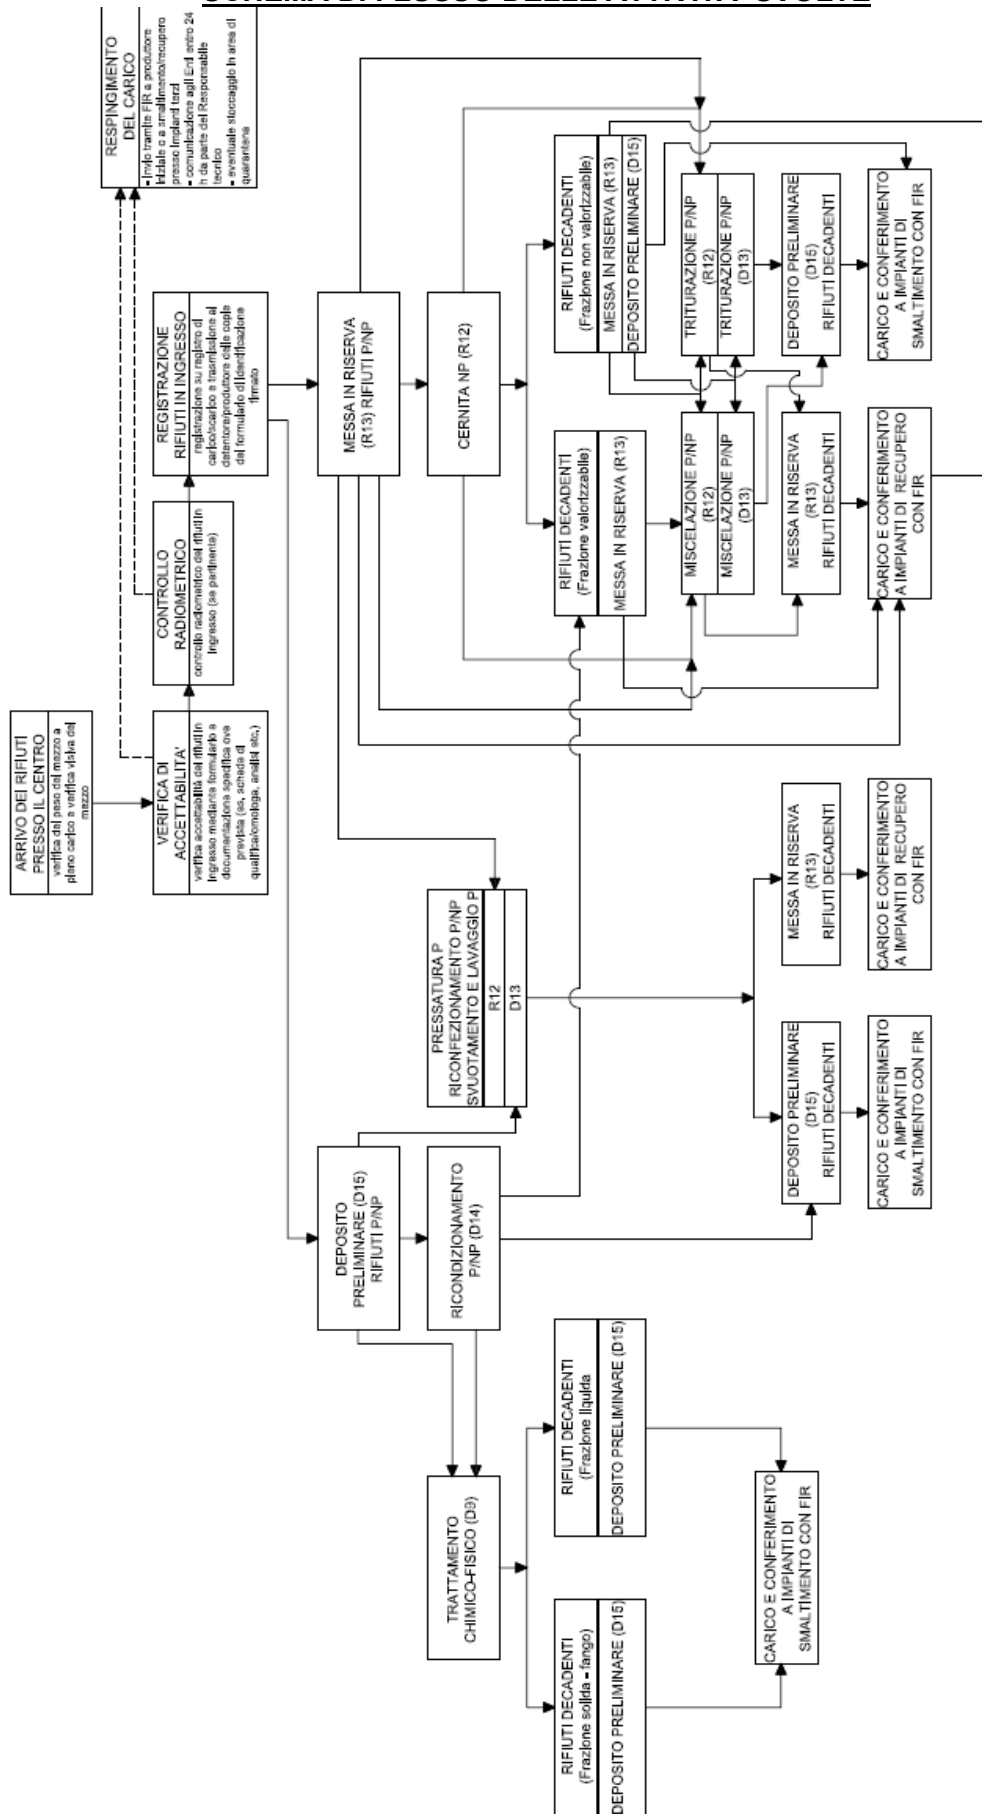 SCHEMA DI FLUSSO DELLE ATTIVITA' SVOLTE
ARRIVO DEI RIFIUTI
PRESSO IL CENTRO
verifica del peso del mezzo a
pieno carico e verifica visiva del
mezzo
VERIFICA DI
ACCETTABILITA'
verifica accettabilità dei rifiuti in
ingresso mediante formulario e
documentazione specifica ove
prevista (es. scheda di
qualifica/omologa, analisi etc.)
CONTROLLO
RADIOMETRICO
controllo radiometrico dei rifiuti in
ingresso (se pertinente)
REGISTRAZIONE
RIFIUTI IN INGRESSO
registrazione su registro di
carico/scarico e trasmissione al
detentore/produttore delle copie
del formulario di identificazione
firmato
RESPINGIMENTO
DEL CARICO
- invio tramite FIR a produttore
iniziale o a smaltimento/recupero
presso impianti terzi
- comunicazione agli Enti entro 24
h da parte del Responsabile
tecnico
- eventuale stoccaggio in area di
quarantena
DEPOSITO
PRELIMINARE (D15)
RIFIUTI P/NP
MESSA IN RISERVA
(R13) RIFIUTI P/NP
TRATTAMENTO
CHIMICO-FISICO (D9)
RICONDIZIONAMENTO
P/NP (D14)
PRESSATURA P
RICONFEZIONAMENTO P/NP
SVUOTAMENTO E LAVAGGIO P
R12
D13
CERNITA NP (R12)
RIFIUTI DECADENTI
(Frazione solida - fango)
DEPOSITO PRELIMINARE (D15)
RIFIUTI DECADENTI
(Frazione liquida
DEPOSITO PRELIMINARE (D15)
RIFIUTI DECADENTI
(Frazione valorizzabile)
MESSA IN RISERVA (R13)
RIFIUTI DECADENTI
(Frazione non valorizzabile)
MESSA IN RISERVA (R13)
DEPOSITO PRELIMINARE (D15)
MISCELAZIONE P/NP
(R12)
MISCELAZIONE P/NP
(D13)
TRITURAZIONE P/NP
(R12)
TRITURAZIONE P/NP
(D13)
CARICO E CONFERIMENTO
A IMPIANTI DI
SMALTIMENTO CON FIR
DEPOSITO PRELIMINARE
(D15)
RIFIUTI DECADENTI
MESSA IN RISERVA
(R13)
RIFIUTI DECADENTI
MESSA IN RISERVA
(R13)
RIFIUTI DECADENTI
DEPOSITO PRELIMINARE
(D15)
RIFIUTI DECADENTI
CARICO E CONFERIMENTO
A IMPIANTI DI
SMALTIMENTO CON FIR
CARICO E CONFERIMENTO
A IMPIANTI DI RECUPERO
CON FIR
CARICO E CONFERIMENTO
A IMPIANTI DI RECUPERO
CON FIR
CARICO E CONFERIMENTO
A IMPIANTI DI
SMALTIMENTO CON FIR